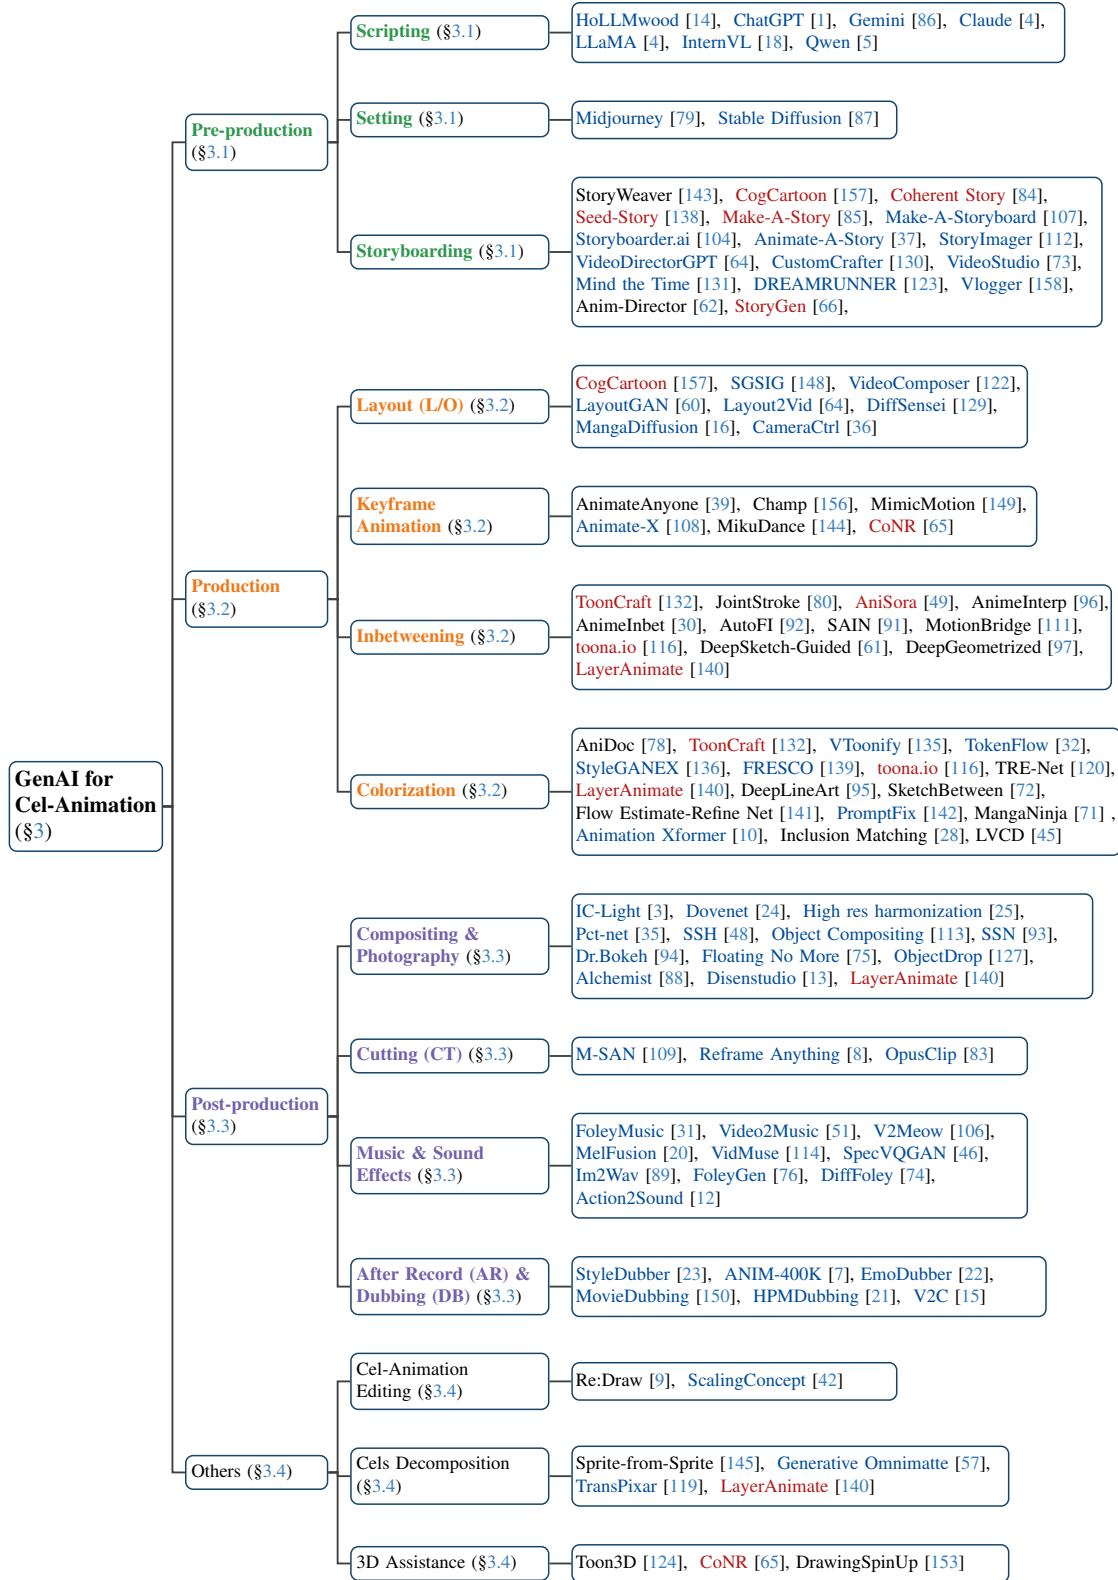 GenAI for
Cel-Animation
(§3)
Pre-production
(§3.1)
Scripting (§3.1)
HoLLMwood [14], ChatGPT [1], Gemini [86], Claude [4],
LLaMA [4], InternVL [18], Qwen [5]
Setting (§3.1)
Midjourney [79], Stable Diffusion [87]
Storyboarding (§3.1)
StoryWeaver [143], CogCartoon [157], Coherent Story [84],
Seed-Story [138], Make-A-Story [85], Make-A-Storyboard [107],
Storyboarder.ai [104], Animate-A-Story [37], StoryImager [112],
VideoDirectorGPT [64], CustomCrafter [130], VideoStudio [73],
Mind the Time [131], DREAMRUNNER [123], Vlogger [158],
Anim-Director [62], StoryGen [66],
Production
(§3.2)
Layout (L/O) (§3.2)
CogCartoon [157], SGSIG [148], VideoComposer [122],
LayoutGAN [60], Layout2Vid [64], DiffSensei [129],
MangaDiffusion [16], CameraCtrl [36]
Keyframe
Animation (§3.2)
AnimateAnyone [39], Champ [156], MimicMotion [149],
Animate-X [108], MikuDance [144], CoNR [65]
Inbetweening (§3.2)
ToonCraft [132], JointStroke [80], AniSora [49], AnimeInterp [96],
AnimeInbet [30], AutoFI [92], SAIN [91], MotionBridge [111],
toona.io [116], DeepSketch-Guided [61], DeepGeometrized [97],
LayerAnimate [140]
Colorization (§3.2)
AniDoc [78], ToonCraft [132], VToonify [135], TokenFlow [32],
StyleGANEX [136], FRESCO [139], toona.io [116], TRE-Net [120],
LayerAnimate [140], DeepLineArt [95], SketchBetween [72],
Flow Estimate-Refine Net [141], PromptFix [142], MangaNinja [71] ,
Animation Xformer [10], Inclusion Matching [28], LVCD [45]
Post-production
(§3.3)
Compositing &
Photography (§3.3)
IC-Light [3], Dovenet [24], High res harmonization [25],
Pct-net [35], SSH [48], Object Compositing [113], SSN [93],
Dr.Bokeh [94], Floating No More [75], ObjectDrop [127],
Alchemist [88], Disenstudio [13], LayerAnimate [140]
Cutting (CT) (§3.3)
M-SAN [109], Reframe Anything [8], OpusClip [83]
Music & Sound
Effects (§3.3)
FoleyMusic [31], Video2Music [51], V2Meow [106],
MelFusion [20], VidMuse [114], SpecVQGAN [46],
Im2Wav [89], FoleyGen [76], DiffFoley [74],
Action2Sound [12]
After Record (AR) &
Dubbing (DB) (§3.3)
StyleDubber [23], ANIM-400K [7], EmoDubber [22],
MovieDubbing [150], HPMDubbing [21], V2C [15]
Others (§3.4)
Cel-Animation
Editing (§3.4)
Re:Draw [9], ScalingConcept [42]
Cels Decomposition
(§3.4)
Sprite-from-Sprite [145], Generative Omnimatte [57],
TransPixar [119], LayerAnimate [140]
3D Assistance (§3.4)
Toon3D [124], CoNR [65], DrawingSpinUp [153]